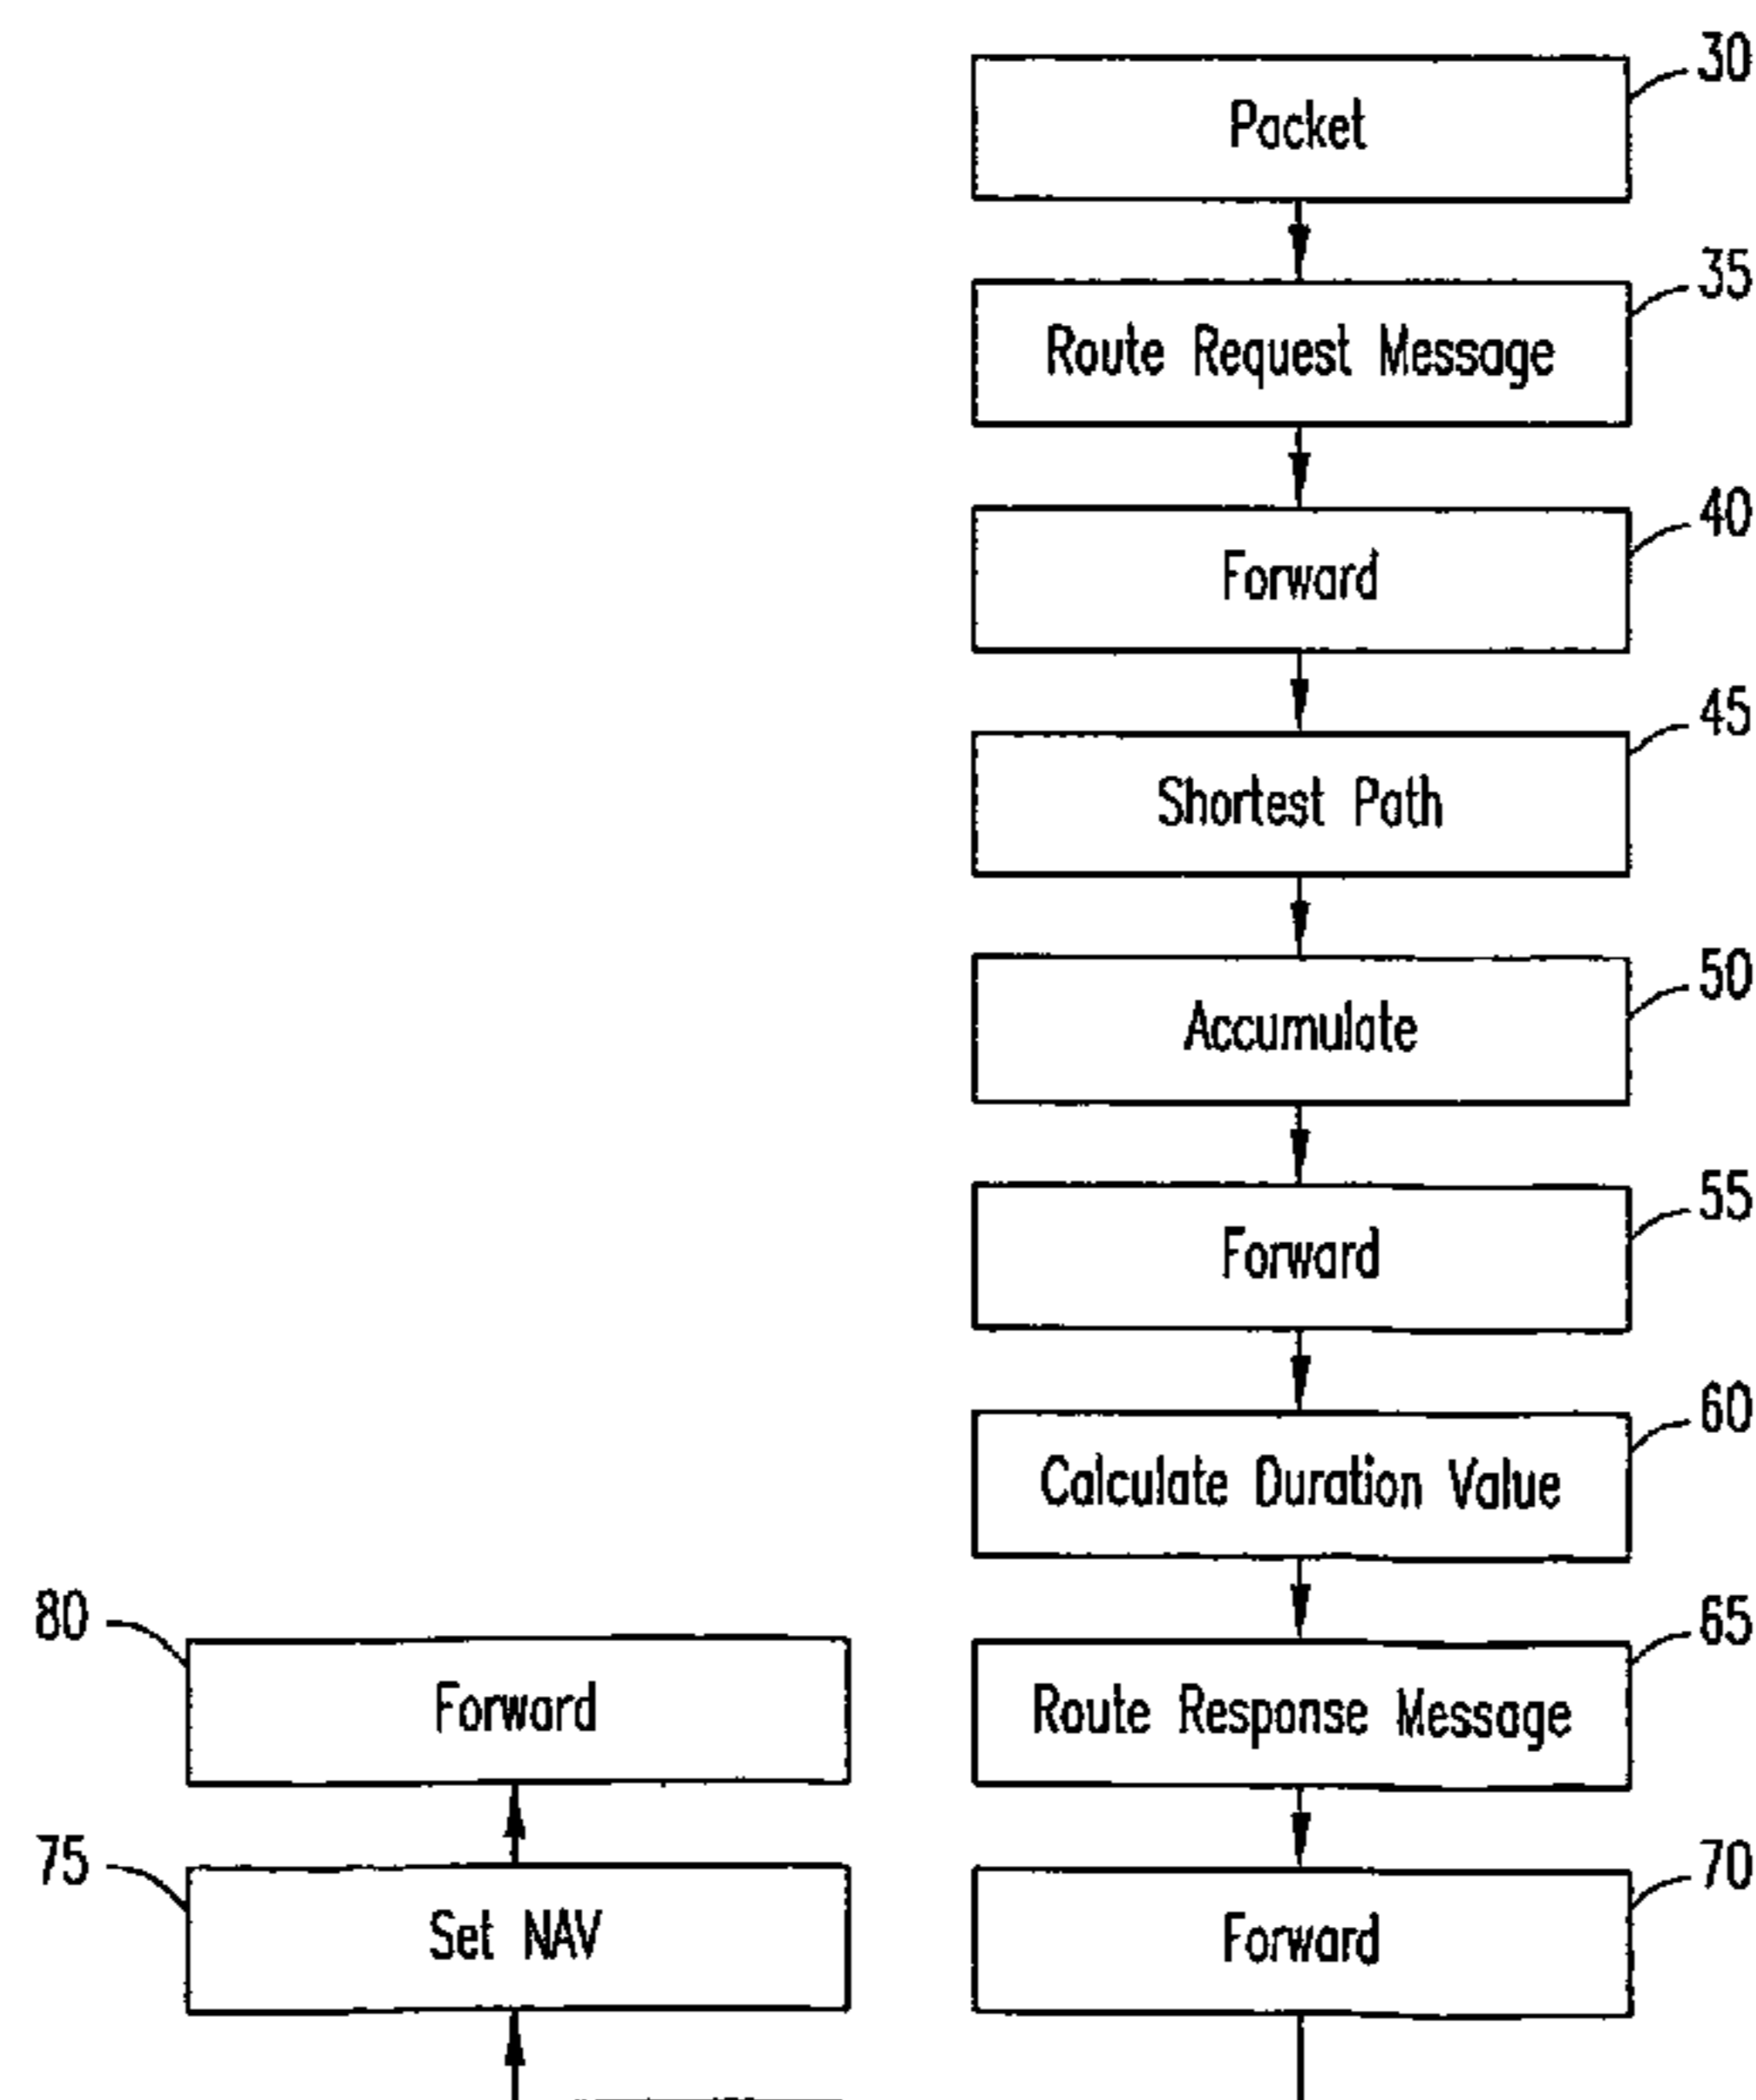 30
Packet
35
Route Request Message
40
Forward
45
Shortest Path
50
Accumulate
55
Forward
60
Calculate Duration Value
65
Route Response Message
70
Forward
75
Set NAV
80
Forward